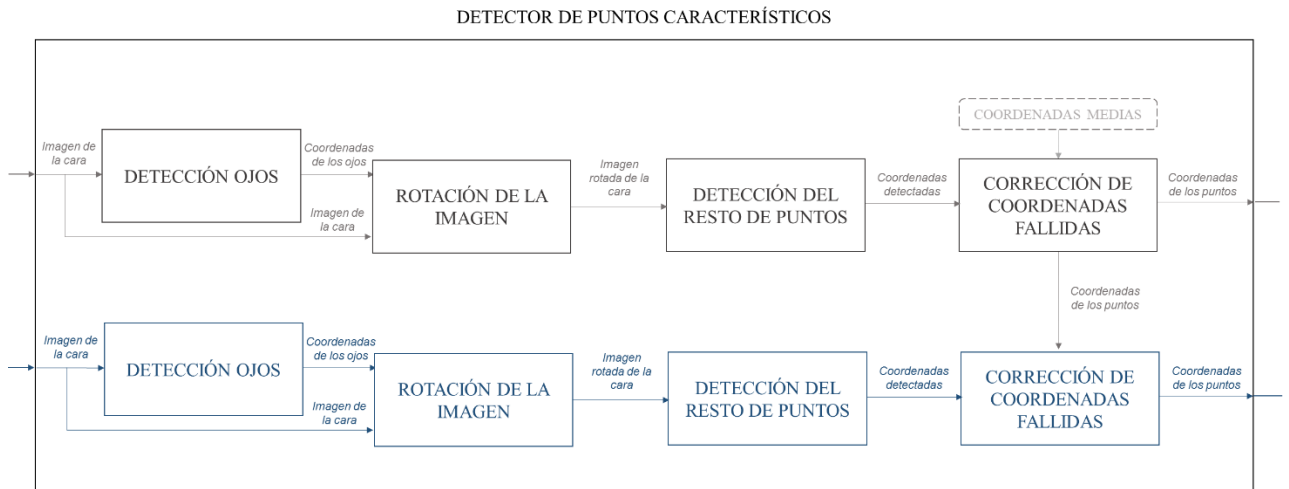 DETECTOR DE PUNTOS CARACTERÍSTICOS
COORDENADAS MEDIAS
Imagen de
la cara
DETECCIÓN OJOS
Coordenadas
de los ojos
Imagen de
la cara
ROTACIÓN DE LA
IMAGEN
Imagen
rotada de la
cara
DETECCIÓN DEL
RESTO DE PUNTOS
Coordenadas
detectadas
CORRECCIÓN DE
COORDENADAS
FALLIDAS
Coordenadas
de los puntos
Coordenadas
de los puntos
Imagen de
la cara
DETECCIÓN OJOS
Coordenadas
de los ojos
Imagen de
la cara
ROTACIÓN DE LA
IMAGEN
Imagen
rotada de la
cara
DETECCIÓN DEL
RESTO DE PUNTOS
Coordenadas
detectadas
CORRECCIÓN DE
COORDENADAS
FALLIDAS
Coordenadas
de los puntos